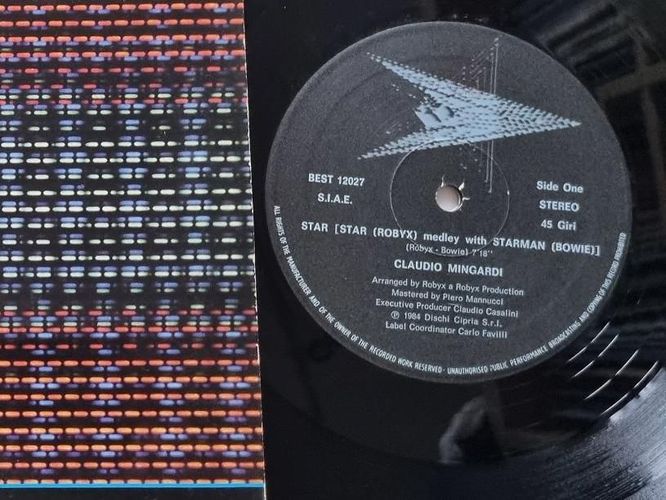 BEST 12027
S.I.A.E.
Side One
STEREO
45 Giri
STAR [STAR (ROBYX) medley with STARMAN (BOWIE)]
(Robyx - Bowie) 7'18''
CLAUDIO MINGARDI
Arranged by Robyx a Robyx Production
Mastered by Piero Mannucci
Executive Producer Claudio Casalini
℗ 1984 Dischi Cipria S.r.l.
Label Coordinator Carlo Favilli
ALL RIGHTS OF THE MANUFACTURER AND OF THE OWNER OF THE RECORDED WORK RESERVED · UNAUTHORISED PUBLIC PERFORMANCE BROADCASTING AND COPYING OF THIS RECORD PROHIBITED